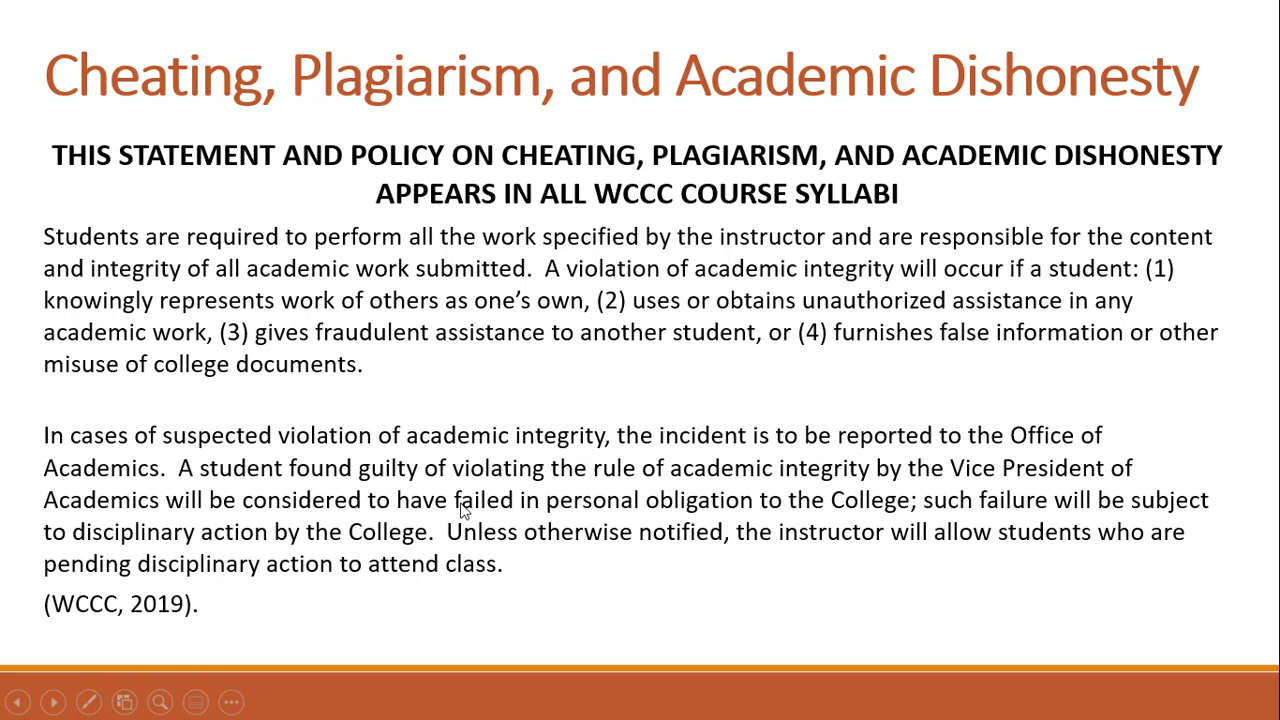 Cheating, Plagiarism, and Academic Dishonesty
THIS STATEMENT AND POLICY ON CHEATING, PLAGIARISM, AND ACADEMIC DISHONESTY
APPEARS IN ALL WCCC COURSE SYLLABI
Students are required to perform all the work specified by the instructor and are responsible for the content
and integrity of all academic work submitted.  A violation of academic integrity will occur if a student: (1)
knowingly represents work of others as one’s own, (2) uses or obtains unauthorized assistance in any
academic work, (3) gives fraudulent assistance to another student, or (4) furnishes false information or other
misuse of college documents.
In cases of suspected violation of academic integrity, the incident is to be reported to the Office of
Academics.  A student found guilty of violating the rule of academic integrity by the Vice President of
Academics will be considered to have failed in personal obligation to the College; such failure will be subject
to disciplinary action by the College.  Unless otherwise notified, the instructor will allow students who are
pending disciplinary action to attend class.
(WCCC, 2019).